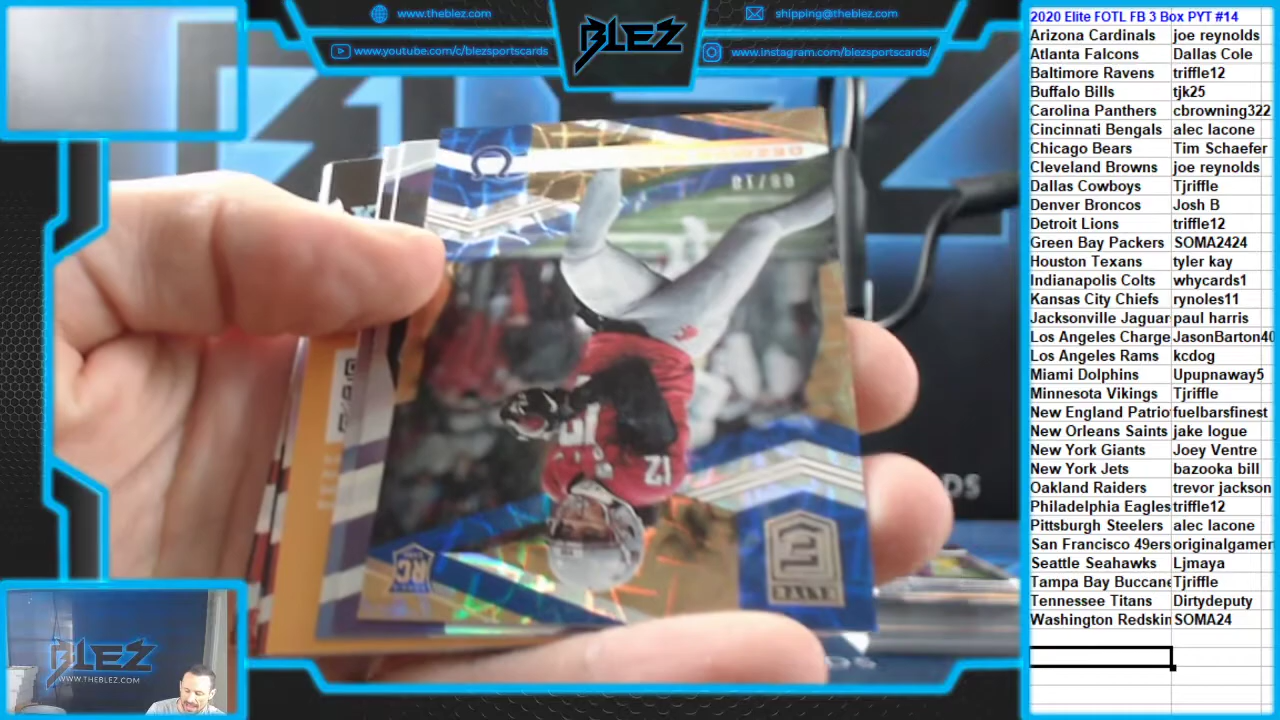 www.theblez.com
BLEZ
shipping@theblez.com
www.youtube.com/c/blezsportscards
www.instagram.com/blezsportscards/
12
RC
ELITE
BLEZ
WWW.THEBLEZ.COM
2020 Elite FOTL FB 3 Box PYT #14
Arizona Cardinals joe reynolds
Atlanta Falcons Dallas Cole
Baltimore Ravens triffle12
Buffalo Bills tjk25
Carolina Panthers cbrowning322
Cincinnati Bengals alec lacone
Chicago Bears Tim Schaefer
Cleveland Browns joe reynolds
Dallas Cowboys Tjriffle
Denver Broncos Josh B
Detroit Lions triffle12
Green Bay Packers SOMA2424
Houston Texans tyler kay
Indianapolis Colts whycards1
Kansas City Chiefs rynoles11
Jacksonville Jaguar paul harris
Los Angeles Charge JasonBarton40
Los Angeles Rams kcdog
Miami Dolphins Upupnaway5
Minnesota Vikings Tjriffle
New England Patrio fuelbarsfinest
New Orleans Saints jake logue
New York Giants Joey Ventre
New York Jets bazooka bill
Oakland Raiders trevor jackson
Philadelphia Eagles triffle12
Pittsburgh Steelers alec lacone
San Francisco 49ers originalgamer
Seattle Seahawks Ljmaya
Tampa Bay Buccane Tjriffle
Tennessee Titans Dirtydeputy
Washington Redskin SOMA24